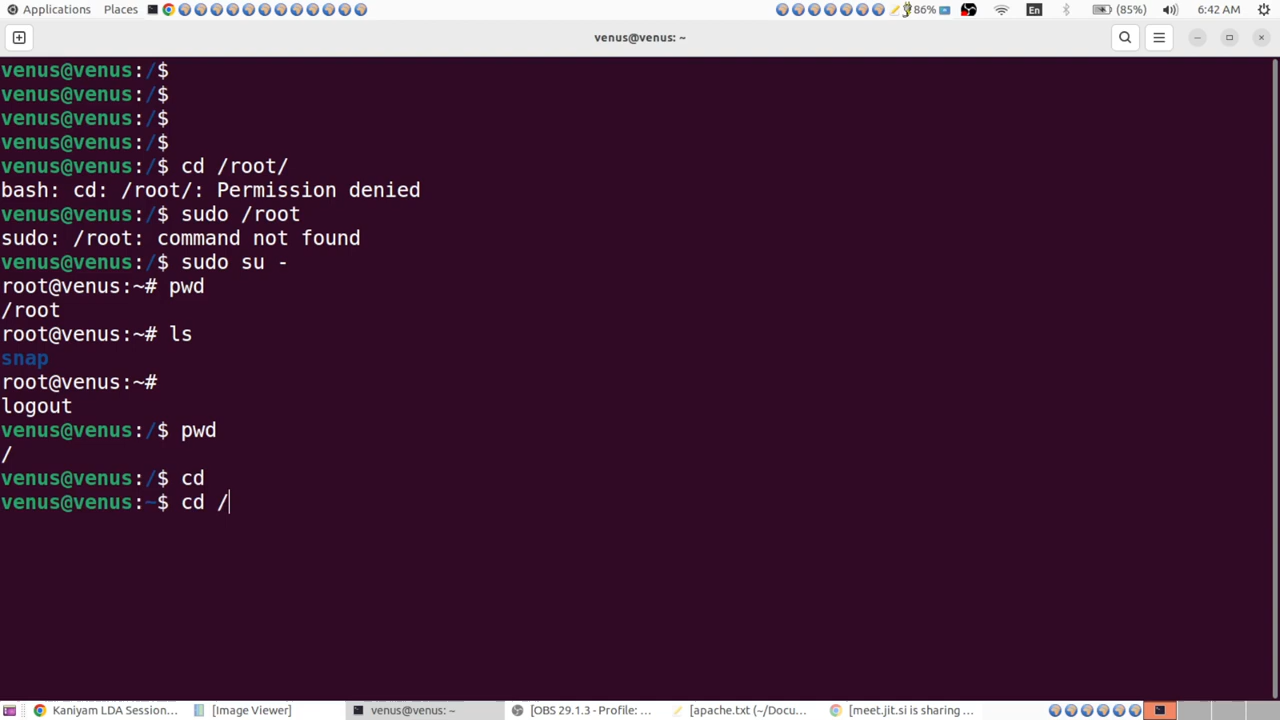 Applications Places 86% En (85%) 6:42 AM
venus@venus: ~
venus@venus:/$
venus@venus:/$
venus@venus:/$
venus@venus:/$
venus@venus:/$ cd /root/
bash: cd: /root/: Permission denied
venus@venus:/$ sudo /root
sudo: /root: command not found
venus@venus:/$ sudo su -
root@venus:~# pwd
/root
root@venus:~# ls
snap
root@venus:~#
logout
venus@venus:/$ pwd
/
venus@venus:/$ cd
venus@venus:~$ cd /
Kaniyam LDA Session... [Image Viewer] venus@venus: ~ [OBS 29.1.3 - Profile: ... [apache.txt (~/Docu... [meet.jit.si is sharing ...